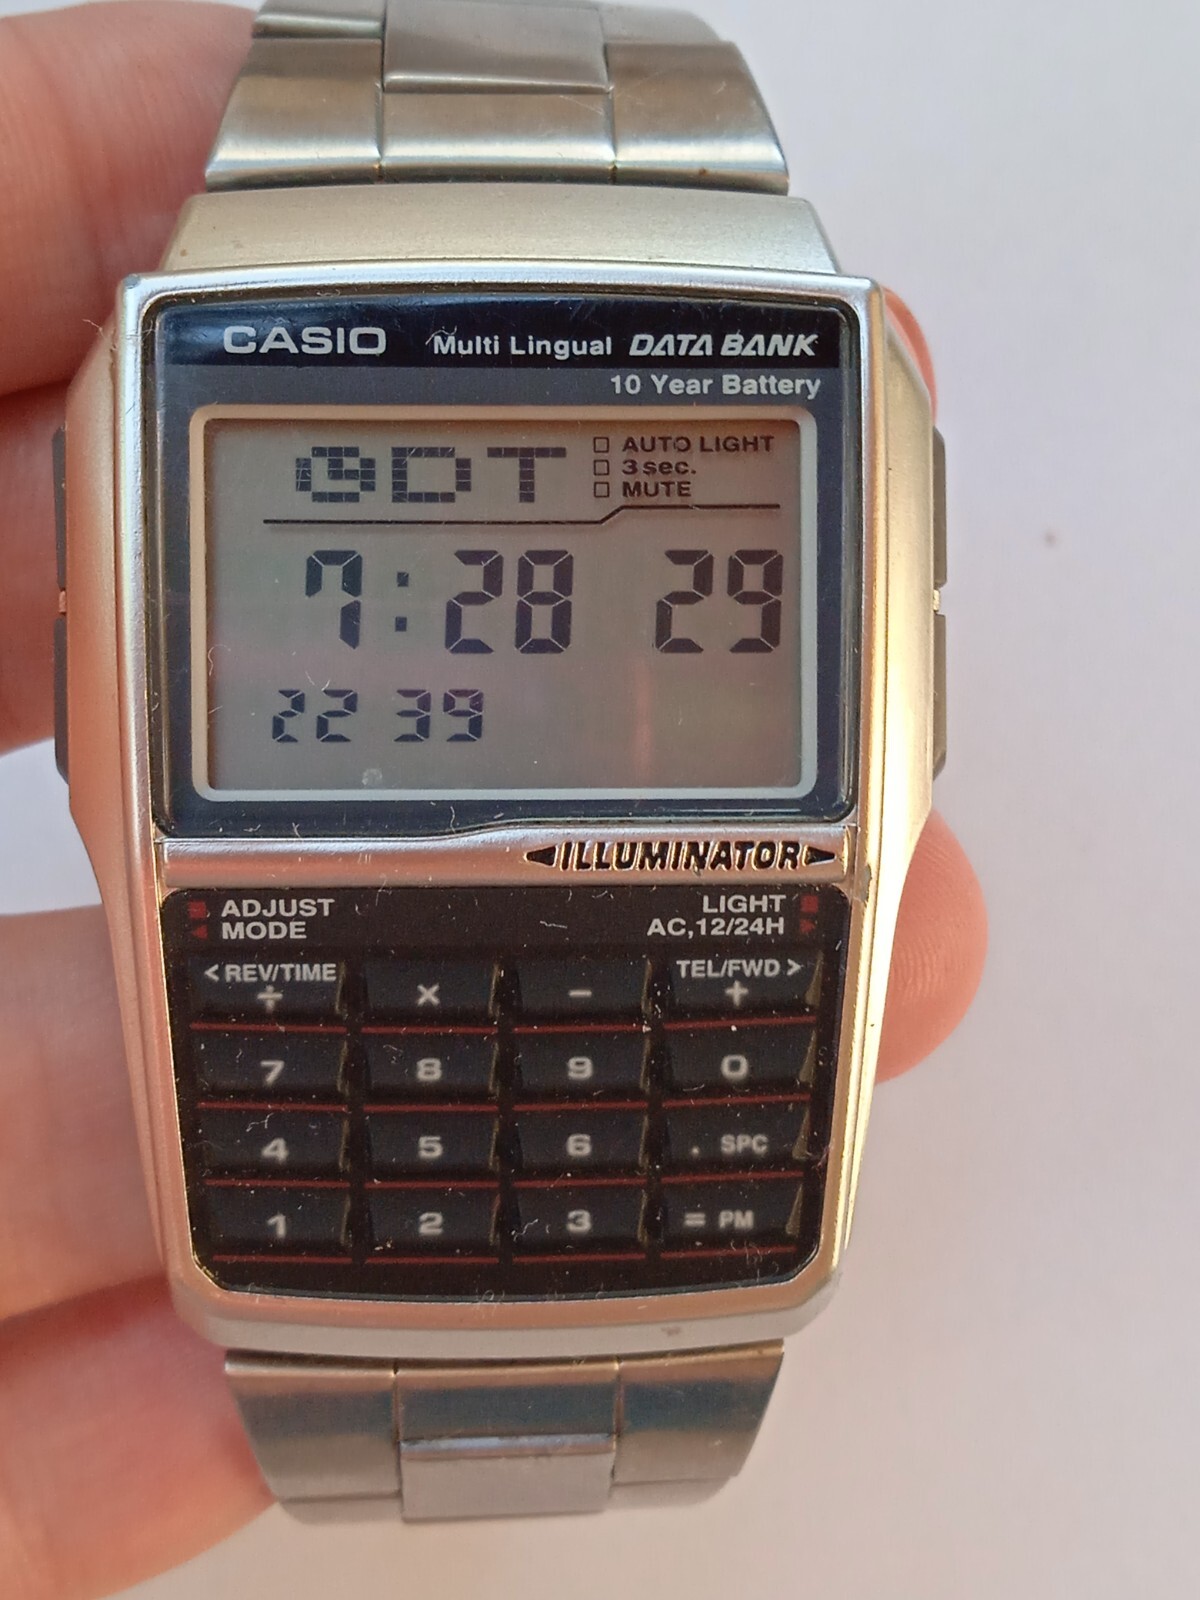 CASIO Multi Lingual DATA BANK
10 Year Battery
DT
AUTO LIGHT
3 sec.
MUTE
7:28 29
22 39
ILLUMINATOR
ADJUST LIGHT
MODE AC,12/24H
<REV/TIME TEL/FWD>
÷ × − +
7 8 9 0
4 5 6 . SPC
1 2 3 = PM